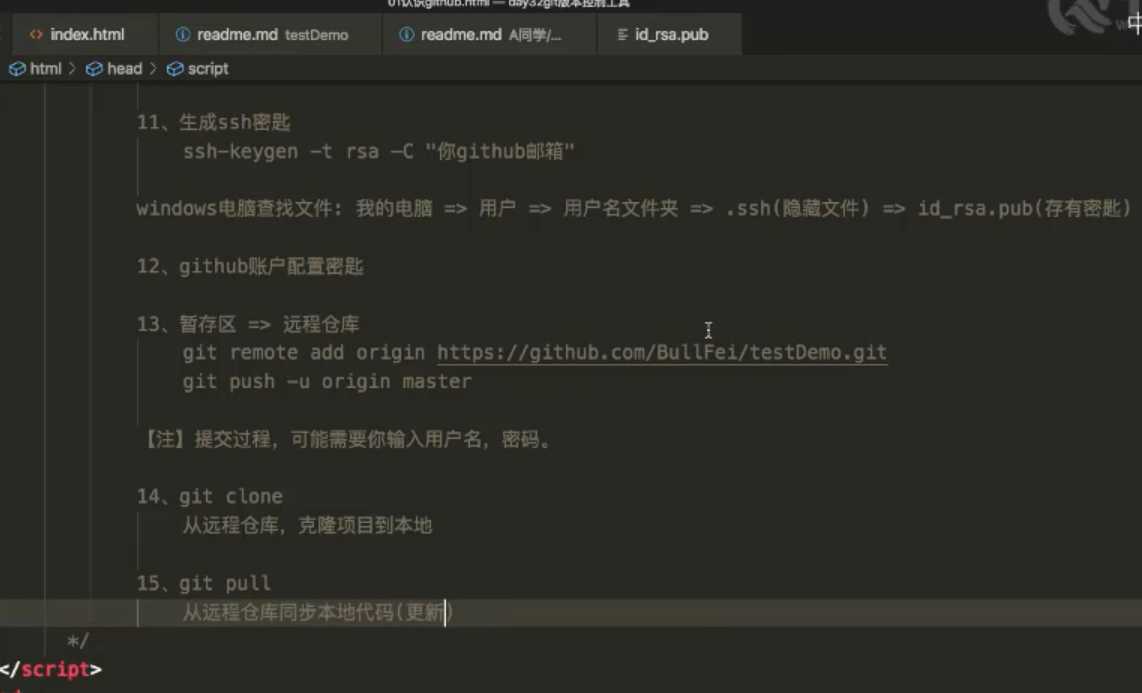 01认识github.html — day32git版本控制工具
index.html
readme.md testDemo
readme.md A同学/...
id_rsa.pub
html > head > script
11、生成ssh密匙
ssh-keygen -t rsa -C "你github邮箱"
windows电脑查找文件: 我的电脑 => 用户 => 用户名文件夹 => .ssh(隐藏文件) => id_rsa.pub(存有密匙)
12、github账户配置密匙
13、暂存区 => 远程仓库
git remote add origin https://github.com/BullFei/testDemo.git
git push -u origin master
【注】提交过程, 可能需要你输入用户名, 密码。
14、git clone
从远程仓库, 克隆项目到本地
15、git pull
从远程仓库同步本地代码(更新)
*/
</script>